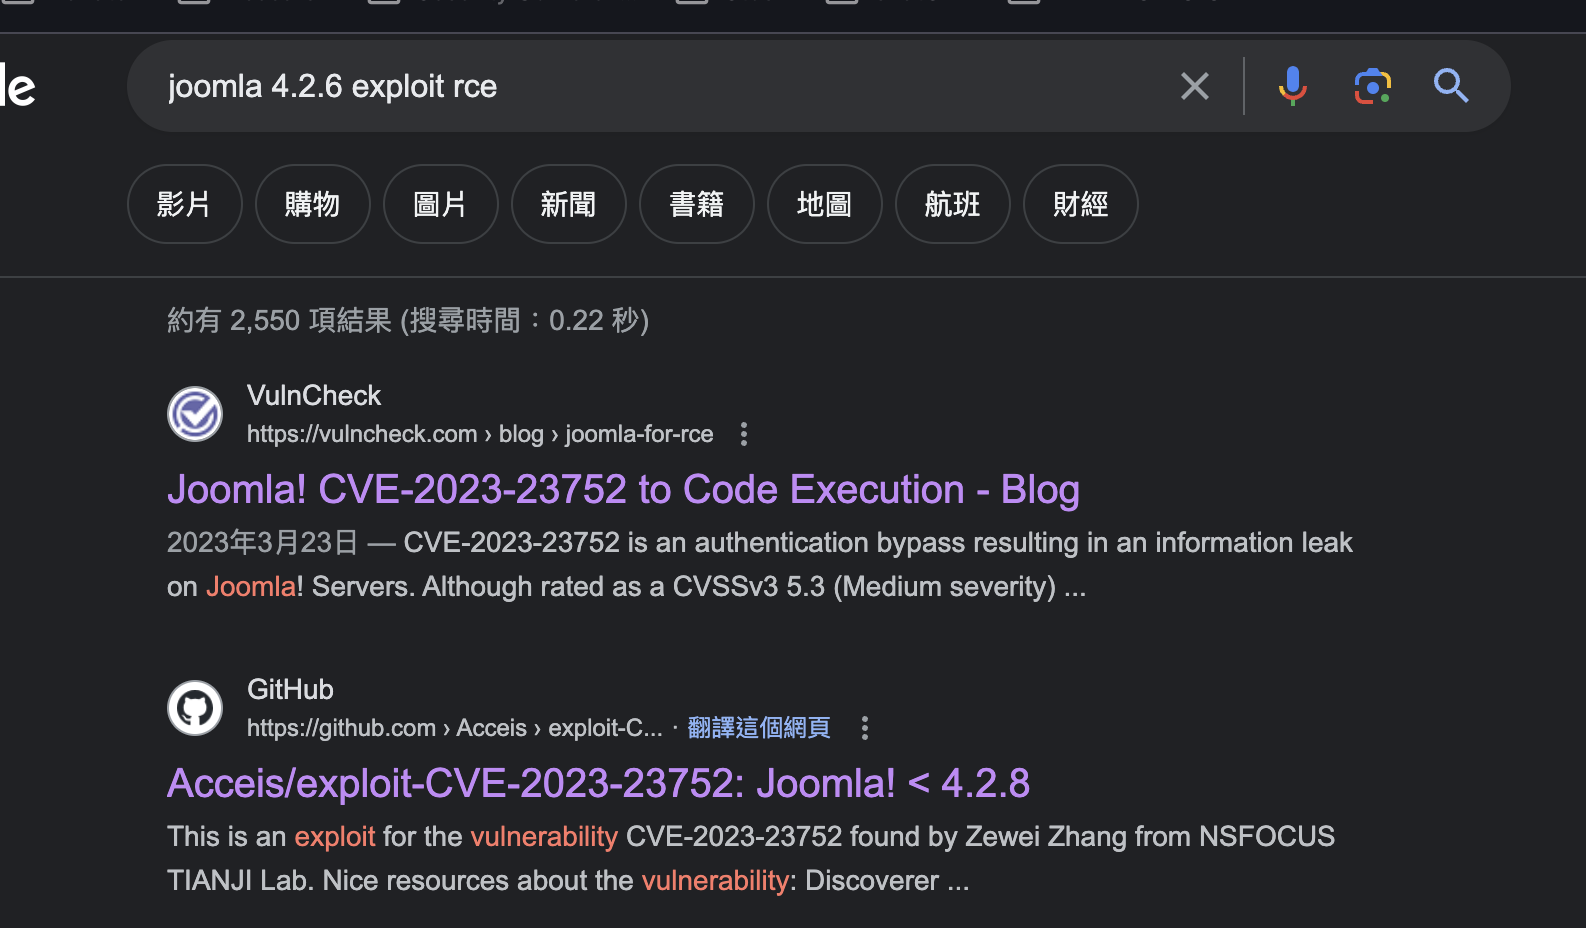 le
joomla 4.2.6 exploit rce
影片 購物 圖片 新聞 書籍 地圖 航班 財經
約有 2,550 項結果 (搜尋時間：0.22 秒)
VulnCheck
https://vulncheck.com › blog › joomla-for-rce
Joomla! CVE-2023-23752 to Code Execution - Blog
2023年3月23日 — CVE-2023-23752 is an authentication bypass resulting in an information leak
on Joomla! Servers. Although rated as a CVSSv3 5.3 (Medium severity) ...
GitHub
https://github.com › Acceis › exploit-C... · 翻譯這個網頁
Acceis/exploit-CVE-2023-23752: Joomla! < 4.2.8
This is an exploit for the vulnerability CVE-2023-23752 found by Zewei Zhang from NSFOCUS
TIANJI Lab. Nice resources about the vulnerability: Discoverer ...